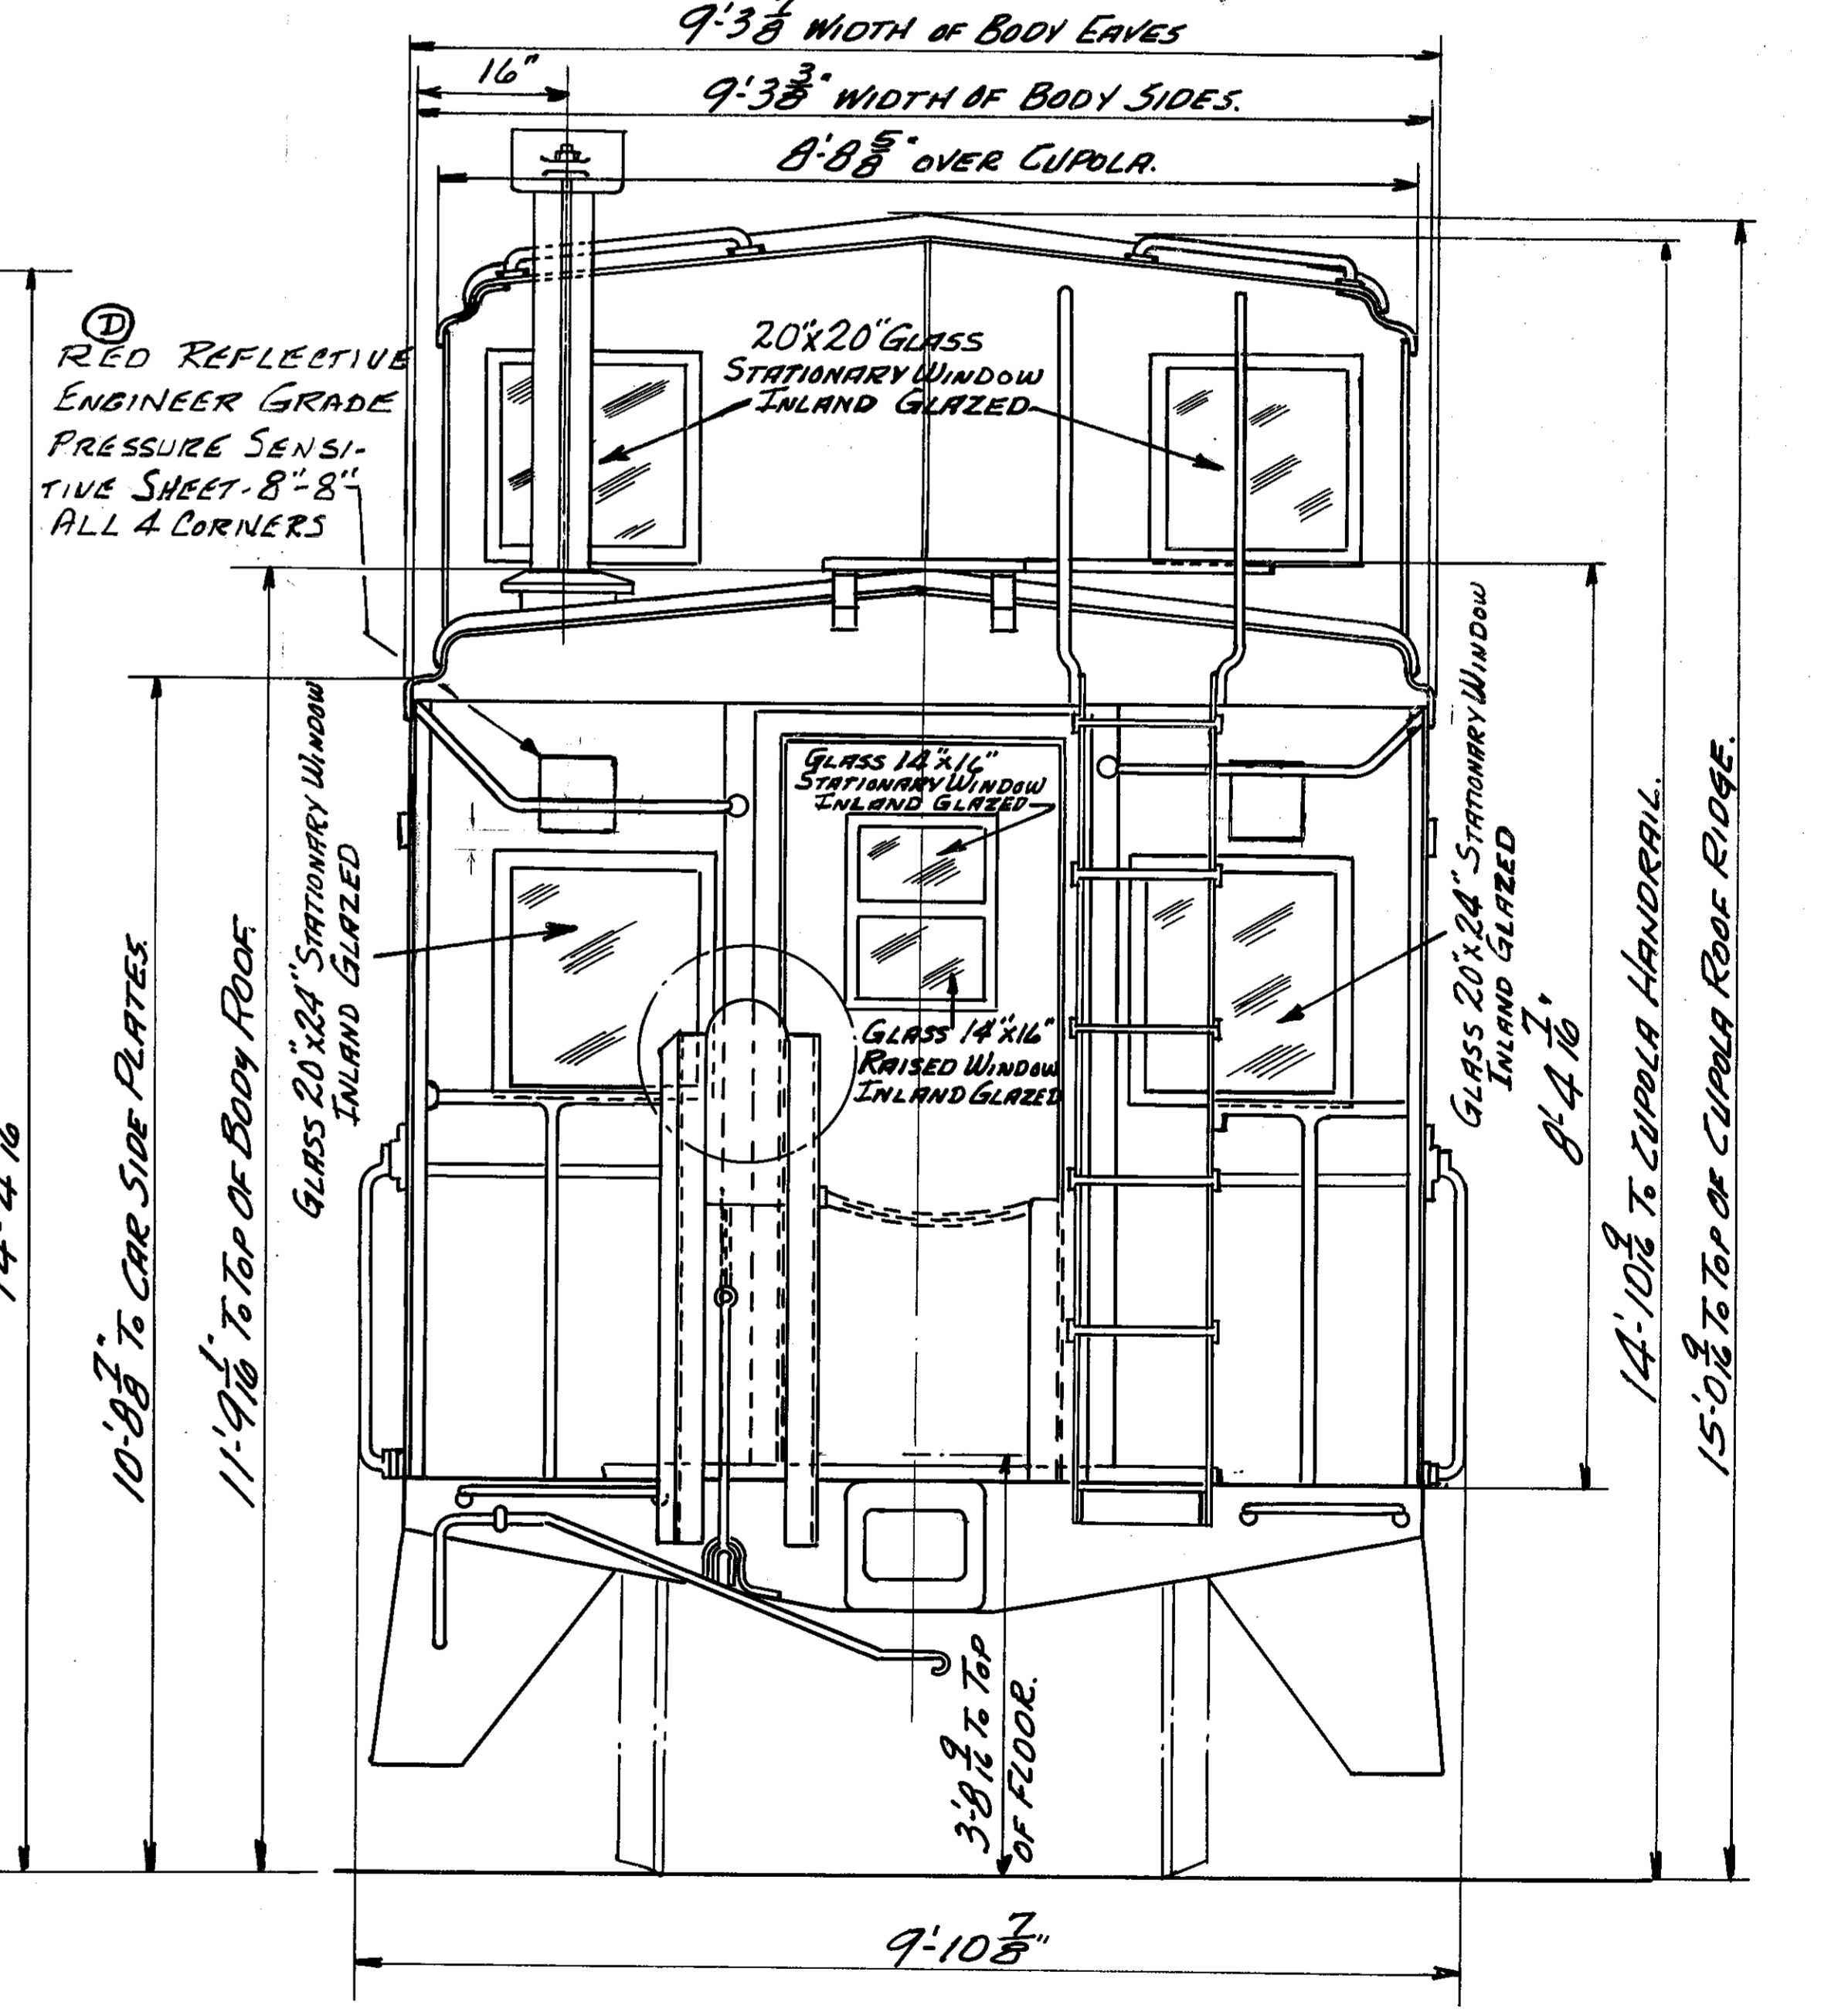 9'-3 7/8 WIDTH OF BODY EAVES
16"
9'-3 3/8" WIDTH OF BODY SIDES.
8'-8 5/8" OVER CUPOLA.
D
RED REFLECTIVE
ENGINEER GRADE
PRESSURE SENSI-
TIVE SHEET-8"-8"
ALL 4 CORNERS
20"x20" GLASS
STATIONARY WINDOW
INLAND GLAZED
GLASS 14"x16"
STATIONARY WINDOW
INLAND GLAZED
GLASS 14"x16"
RAISED WINDOW
INLAND GLAZED
10'-8 7/8" TO CAR SIDE PLATES.
11'-9 1/16" TO TOP OF BODY ROOF.
GLASS 20"x24" STATIONARY WINDOW
INLAND GLAZED
GLASS 20"x24" STATIONARY WINDOW
INLAND GLAZED
8'-4 7/16"
14'-10 9/16 TO CUPOLA HANDRAIL.
15'-0 9/16 TO TOP OF CUPOLA ROOF RIDGE.
3'-8 9/16 TO TOP
OF FLOOR.
9'-10 7/8"